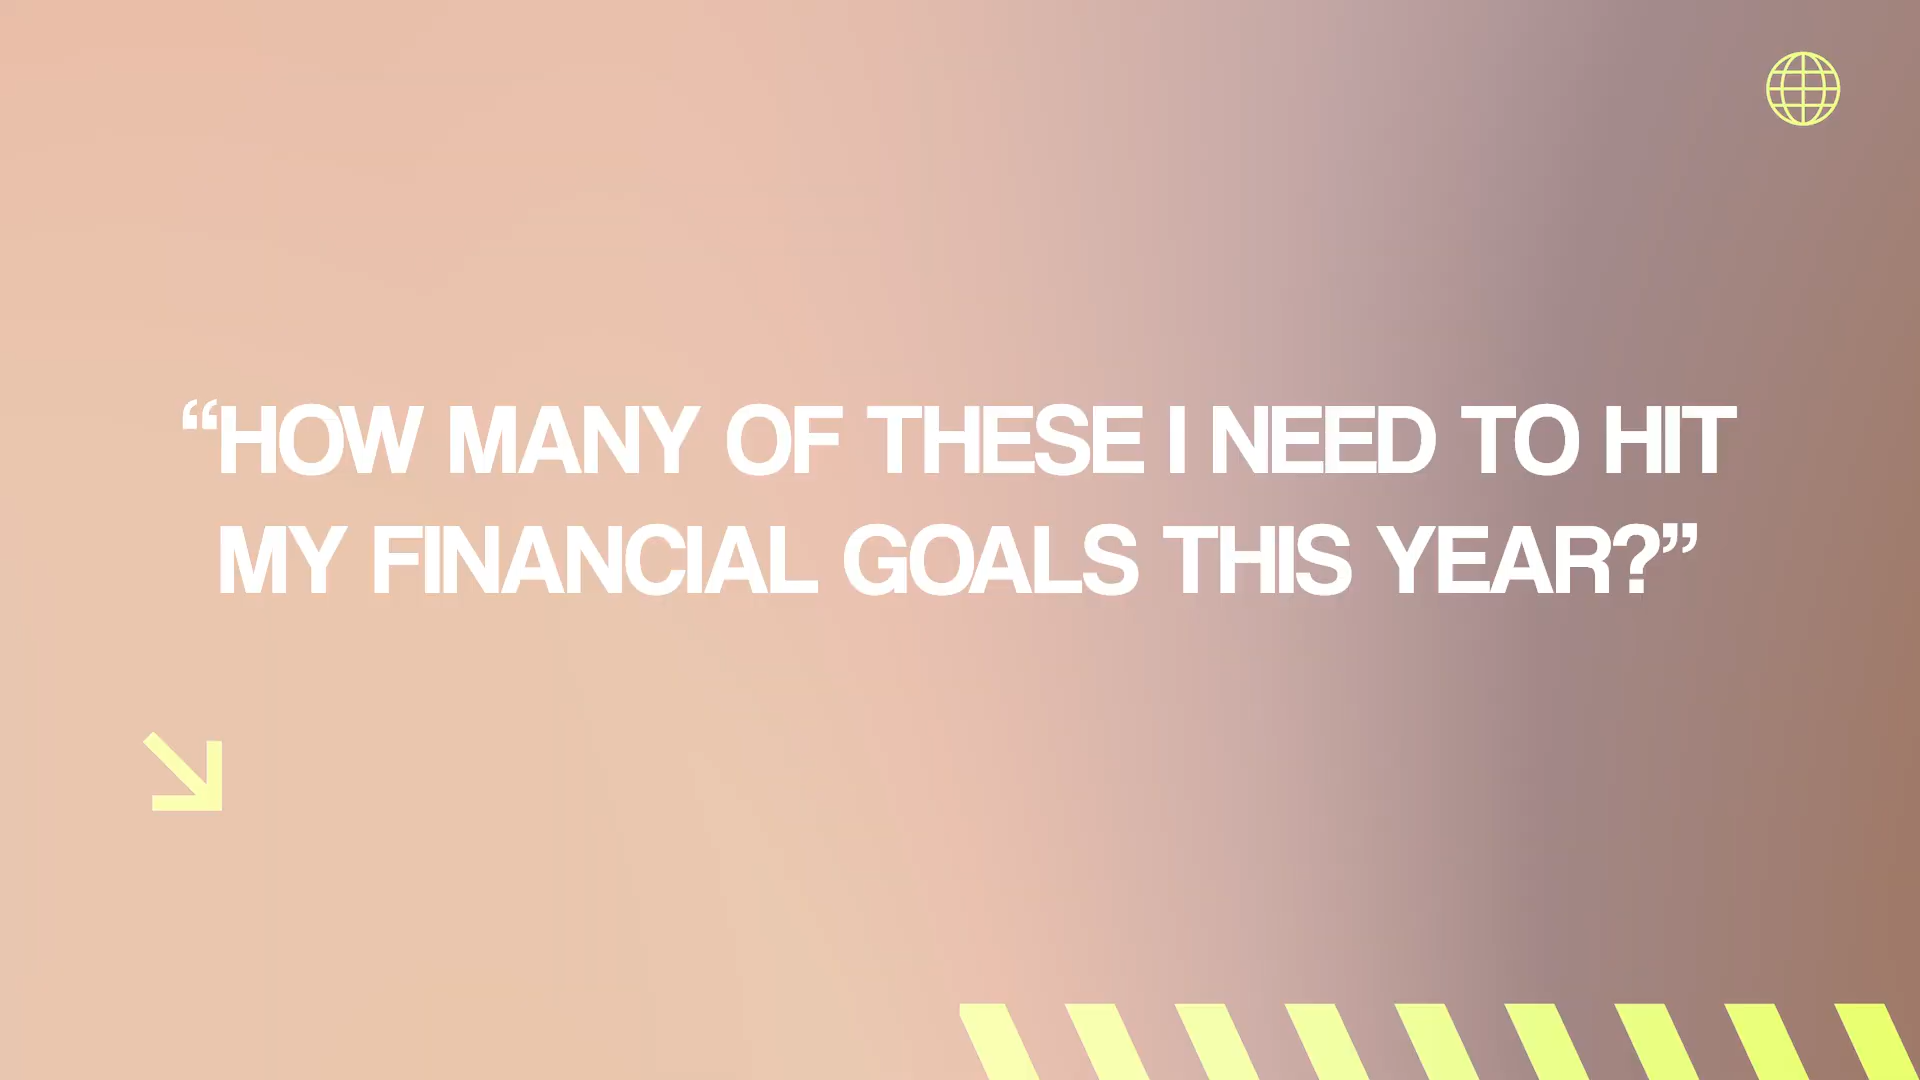 “HOW MANY OF THESE I NEED TO HIT
MY FINANCIAL GOALS THIS YEAR?”